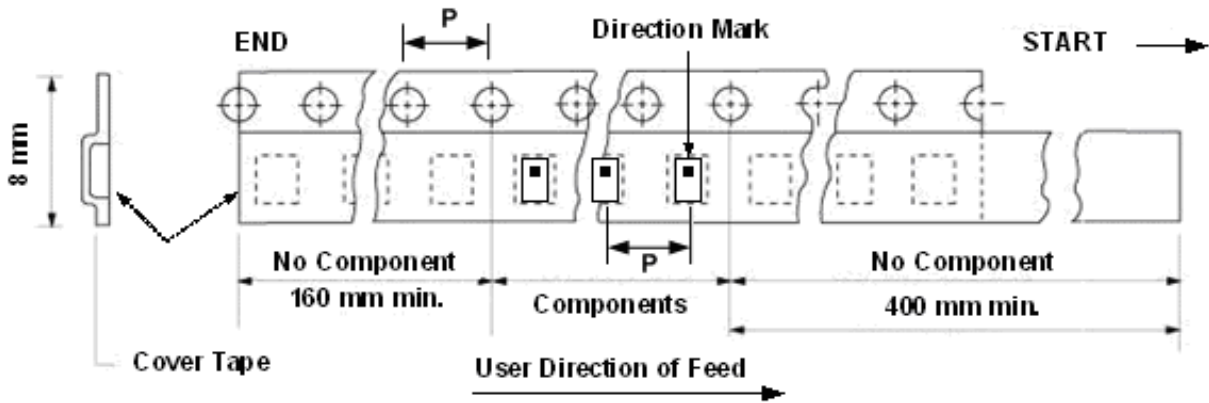 P
END
Direction Mark
START
8 mm
P
No Component
160 mm min.
Components
No Component
400 mm min.
Cover Tape
User Direction of Feed